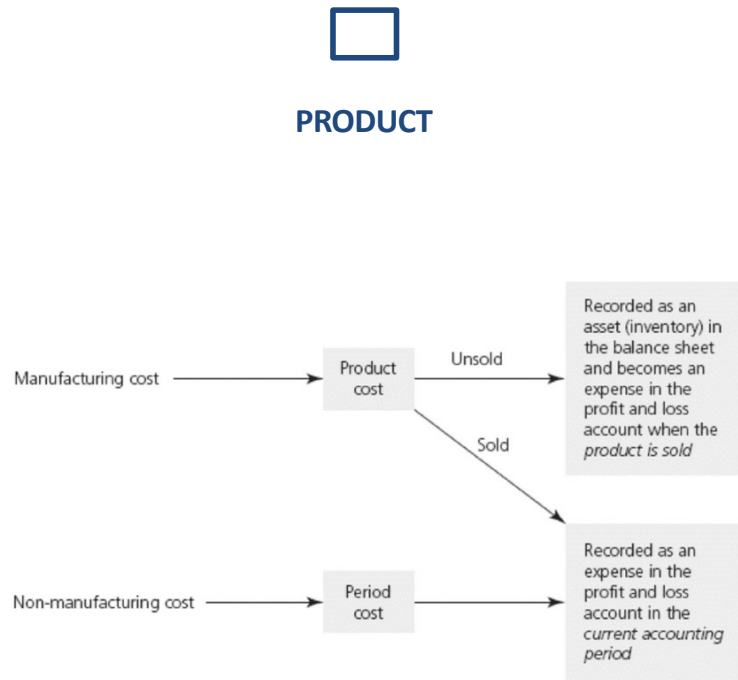 PRODUCT
Manufacturing cost
Product
cost
Unsold
Sold
Recorded as an
asset (inventory) in
the balance sheet
and becomes an
expense in the
profit and loss
account when the
product is sold
Non-manufacturing cost
Period
cost
Recorded as an
expense in the
profit and loss
account in the
current accounting
period